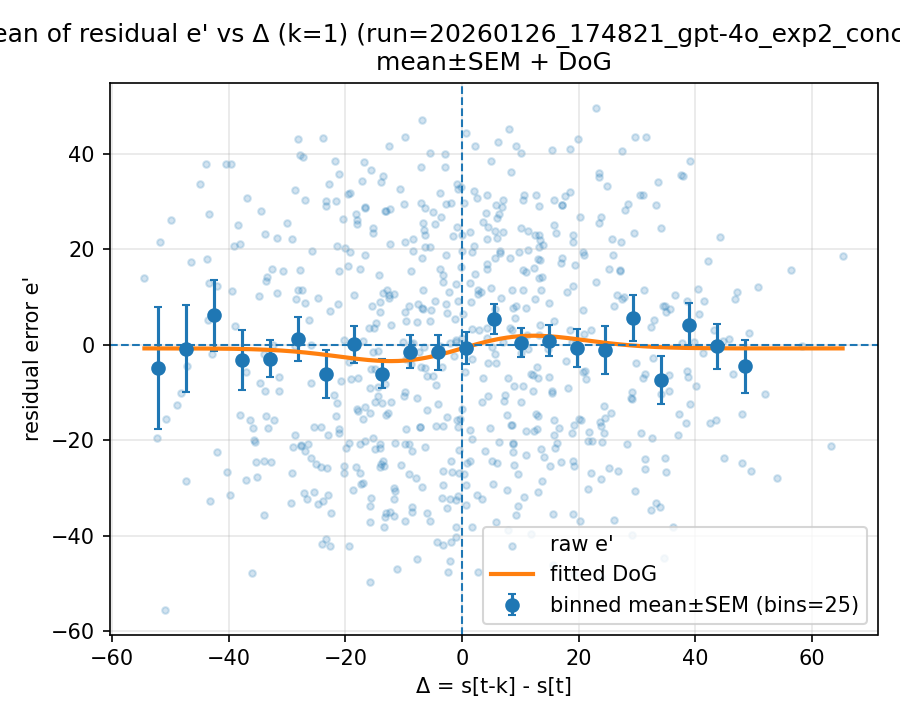 ean of residual e' vs Δ (k=1) (run=20260126_174821_gpt-4o_exp2_conc
mean±SEM + DoG
residual error e'
40
20
0
−20
−40
−60
raw e'
fitted DoG
binned mean±SEM (bins=25)
−60 −40 −20 0 20 40 60
Δ = s[t-k] - s[t]